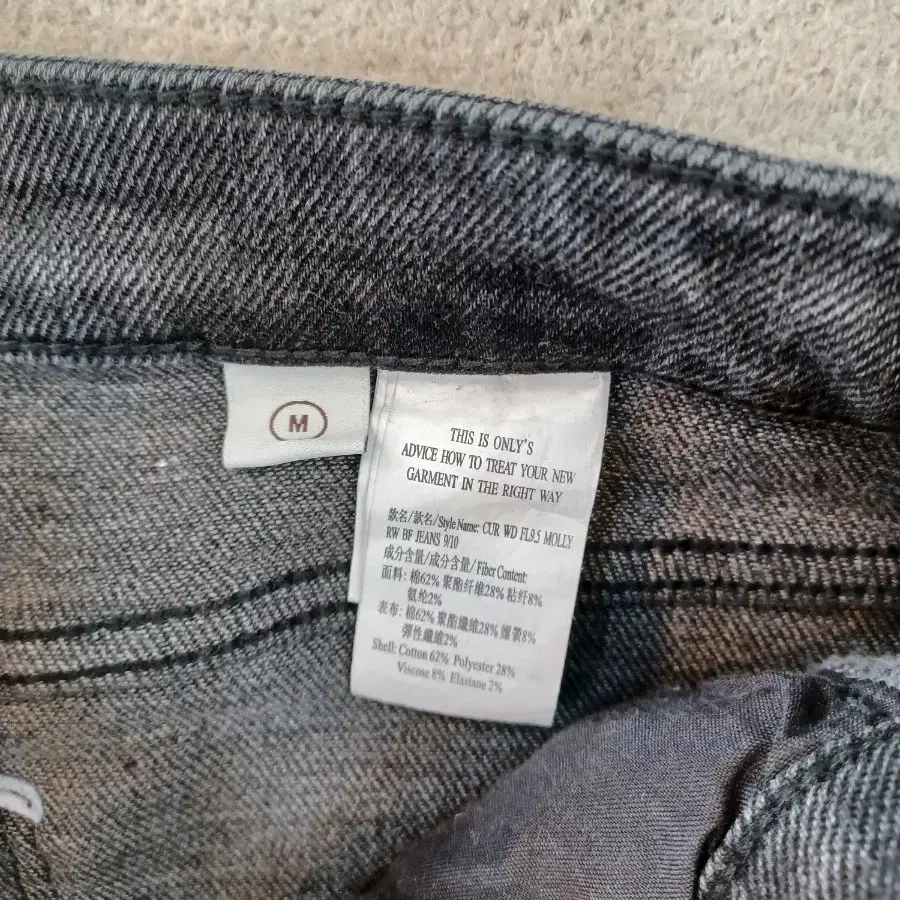 M
THIS IS ONLY'S
ADVICE HOW TO TREAT YOUR NEW
GARMENT IN THE RIGHT WAY
款名/款名/Style Name: CUR WD FL9.5 MOLLY
RW BF JEANS 9/10
成分含量/成分含量/ Fiber Content:
面料: 棉62% 聚酯纤维28% 粘纤8%
氨纶2%
表布: 棉62% 聚酯纖維28% 嫘縈8%
彈性纖維2%
Shell: Cotton 62% Polyester 28%
Viscose 8% Elastane 2%